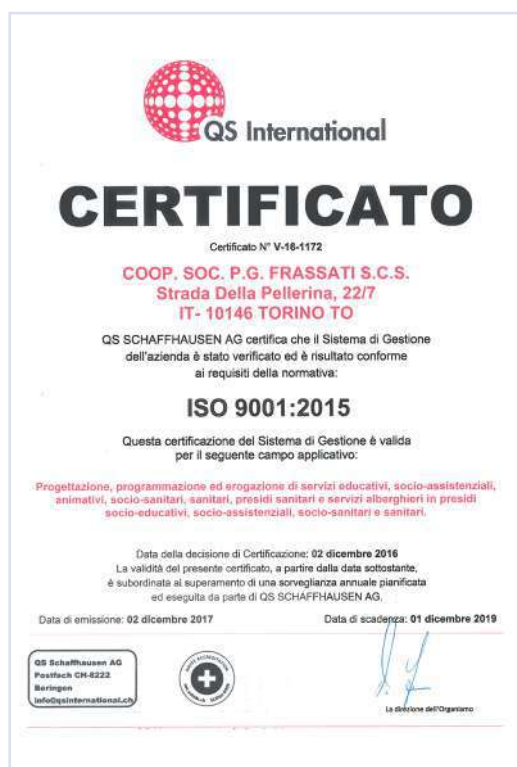 QS International
CERTIFICATO
Certificato N° V-16-1172
COOP. SOC. P.G. FRASSATI S.C.S.
Strada Della Pellerina, 22/7
IT- 10146 TORINO TO
QS SCHAFFHAUSEN AG certifica che il Sistema di Gestione
dell'azienda è stato verificato ed è risultato conforme
ai requisiti della normativa:
ISO 9001:2015
Questa certificazione del Sistema di Gestione è valida
per il seguente campo applicativo:
Progettazione, programmazione ed erogazione di servizi educativi, socio-assistenziali,
animativi, socio-sanitari, sanitari, presidi sanitari e servizi alberghieri in presidi
socio-educativi, socio-assistenziali, socio-sanitari e sanitari.
Data della decisione di Certificazione: 02 dicembre 2016
La validità del presente certificato, a partire dalla data sottostante,
è subordinata al superamento di una sorveglianza annuale pianificata
ed eseguita da parte di QS SCHAFFHAUSEN AG.
Data di emissione: 02 dicembre 2017
Data di scadenza: 01 dicembre 2019
QS Schaffhausen AG
Postfach CH-8222
Beringen
info@qsinternational.ch
La direzione dell'Organismo